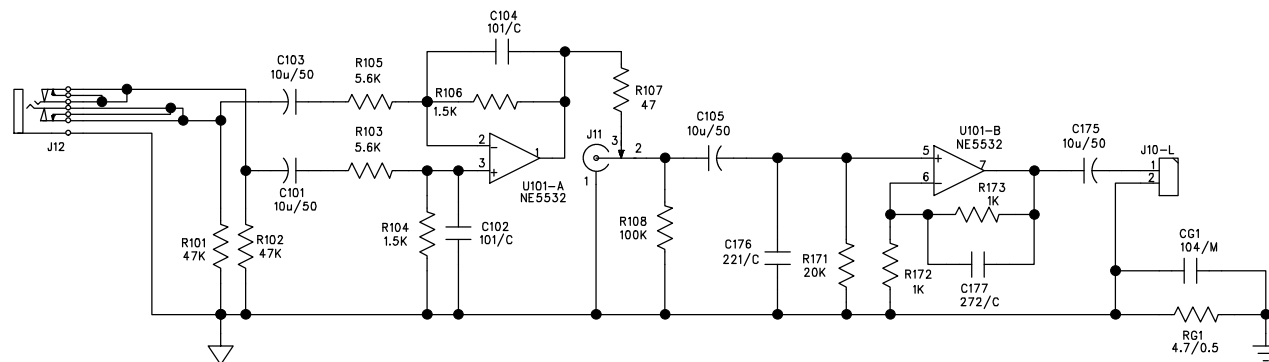 J12
C103
10u/50
R105
5.6K
C104
101/C
R106
1.5K
R103
5.6K
C101
10u/50
2
-
3
+
1
U101-A
NE5532
R101
47K
R102
47K
R104
1.5K
C102
101/C
R107
47
J11
3
2
1
R108
100K
C105
10u/50
C176
221/C
R171
20K
U101-B
NE5532
5
+
6
-
7
R173
1K
R172
1K
C177
272/C
C175
10u/50
J10-L
1
2
CG1
104/M
RG1
4.7/0.5